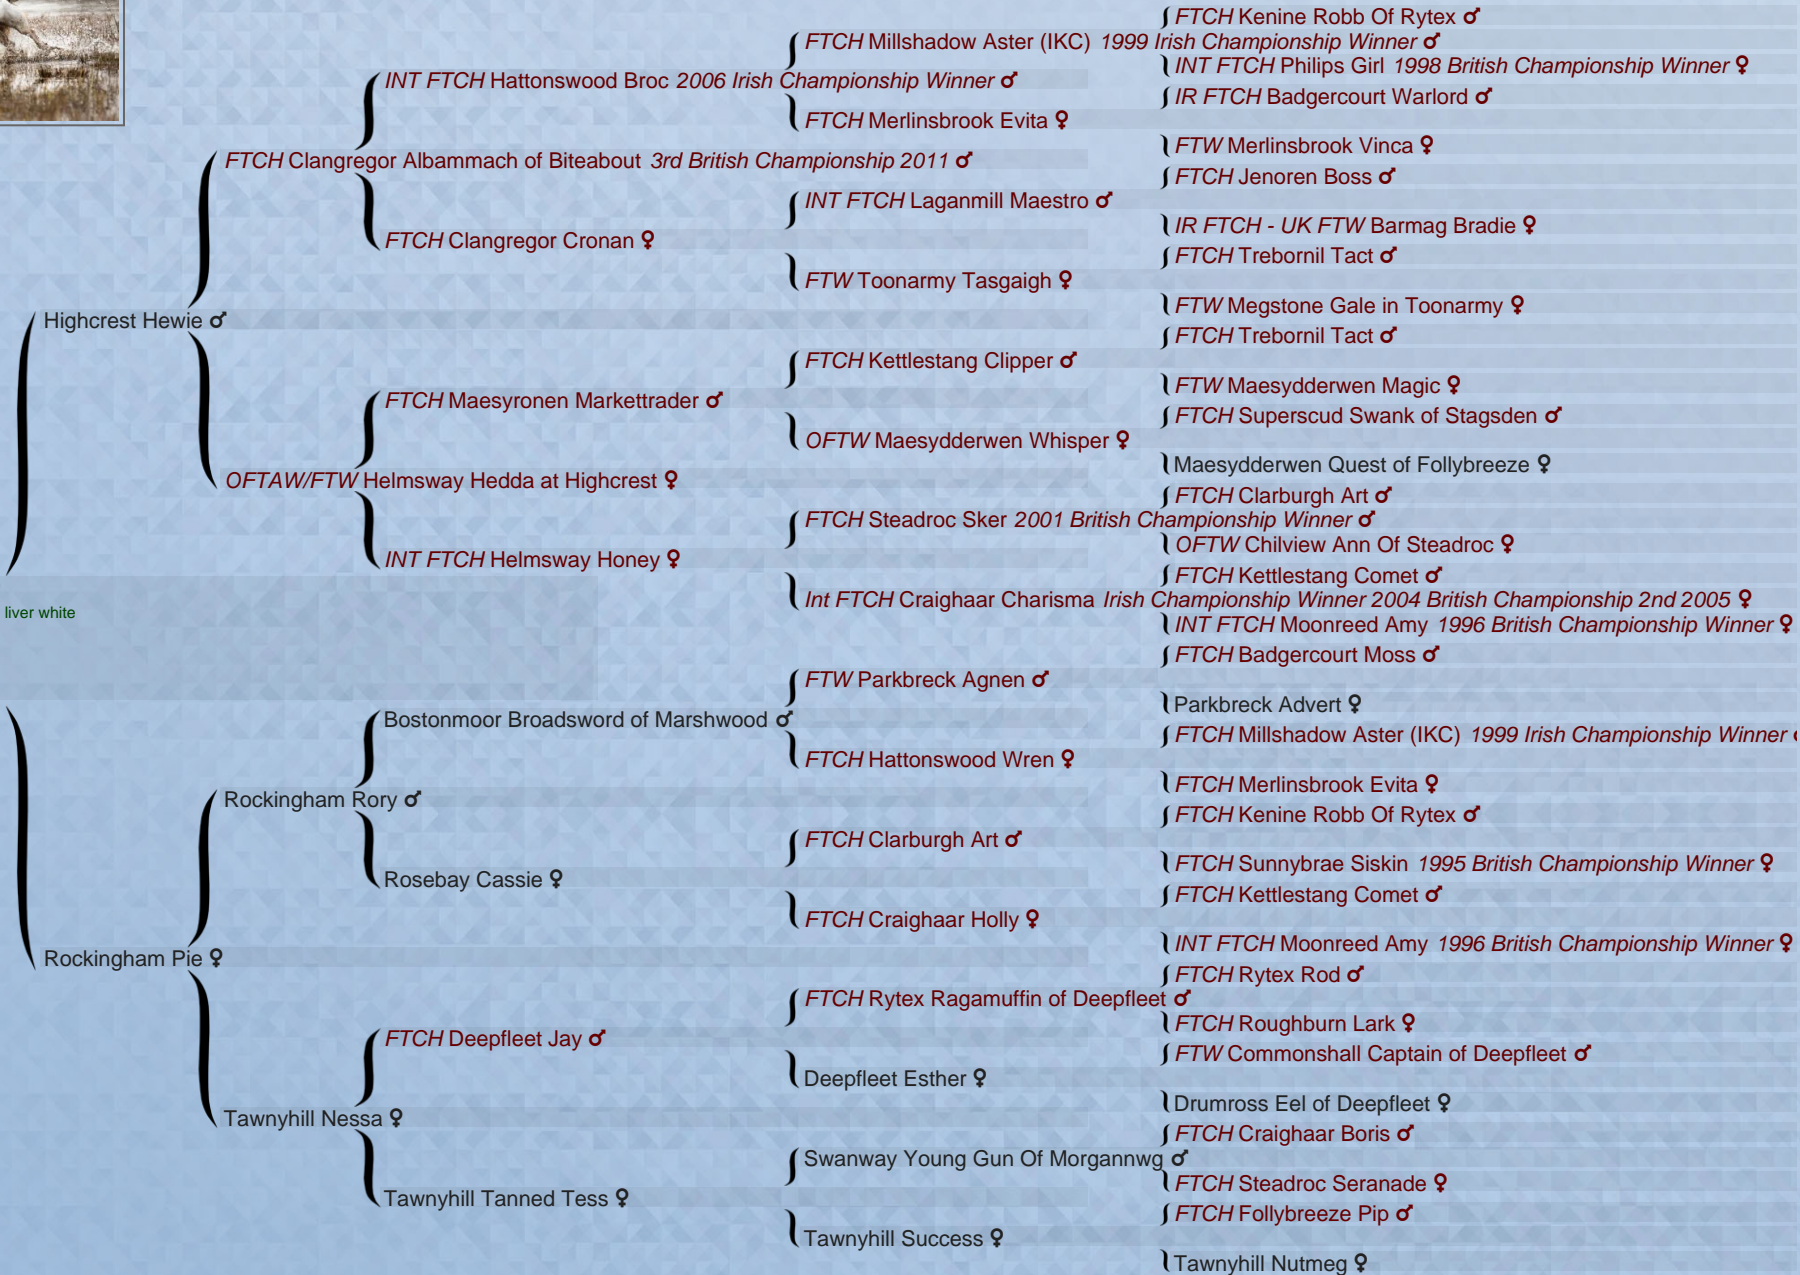 FTCH Kenine Robb Of Rytex ♂
FTCH Millshadow Aster (IKC) 1999 Irish Championship Winner ♂
INT FTCH Philips Girl 1998 British Championship Winner ♀
INT FTCH Hattonswood Broc 2006 Irish Championship Winner ♂
IR FTCH Badgercourt Warlord ♂
FTCH Merlinsbrook Evita ♀
FTW Merlinsbrook Vinca ♀
FTCH Clangregor Albammach of Biteabout 3rd British Championship 2011 ♂
FTCH Jenoren Boss ♂
INT FTCH Laganmill Maestro ♂
IR FTCH - UK FTW Barmag Bradie ♀
FTCH Clangregor Cronan ♀
FTCH Trebornil Tact ♂
FTW Toonarmy Tasgaigh ♀
FTW Megstone Gale in Toonarmy ♀
Highcrest Hewie ♂
FTCH Trebornil Tact ♂
FTCH Kettlestang Clipper ♂
FTW Maesydderwen Magic ♀
FTCH Maesyronen Markettrader ♂
FTCH Superscud Swank of Stagsden ♂
OFTW Maesydderwen Whisper ♀
Maesydderwen Quest of Follybreeze ♀
OFTAW/FTW Helmsway Hedda at Highcrest ♀
FTCH Clarburgh Art ♂
FTCH Steadroc Sker 2001 British Championship Winner ♂
OFTW Chilview Ann Of Steadroc ♀
INT FTCH Helmsway Honey ♀
FTCH Kettlestang Comet ♂
Int FTCH Craighaar Charisma Irish Championship Winner 2004 British Championship 2nd 2005 ♀
liver white
INT FTCH Moonreed Amy 1996 British Championship Winner ♀
FTCH Badgercourt Moss ♂
FTW Parkbreck Agnen ♂
Parkbreck Advert ♀
Bostonmoor Broadsword of Marshwood ♂
FTCH Millshadow Aster (IKC) 1999 Irish Championship Winner
FTCH Hattonswood Wren ♀
FTCH Merlinsbrook Evita ♀
Rockingham Rory ♂
FTCH Kenine Robb Of Rytex ♂
FTCH Clarburgh Art ♂
FTCH Sunnybrae Siskin 1995 British Championship Winner ♀
Rosebay Cassie ♀
FTCH Kettlestang Comet ♂
FTCH Craighaar Holly ♀
INT FTCH Moonreed Amy 1996 British Championship Winner ♀
Rockingham Pie ♀
FTCH Rytex Rod ♂
FTCH Rytex Ragamuffin of Deepfleet ♂
FTCH Roughburn Lark ♀
FTCH Deepfleet Jay ♂
FTW Commonshall Captain of Deepfleet ♂
Deepfleet Esther ♀
Drumross Eel of Deepfleet ♀
Tawnyhill Nessa ♀
FTCH Craighaar Boris ♂
Swanway Young Gun Of Morgannwg ♂
FTCH Steadroc Seranade ♀
Tawnyhill Tanned Tess ♀
FTCH Follybreeze Pip ♂
Tawnyhill Success ♀
Tawnyhill Nutmeg ♀